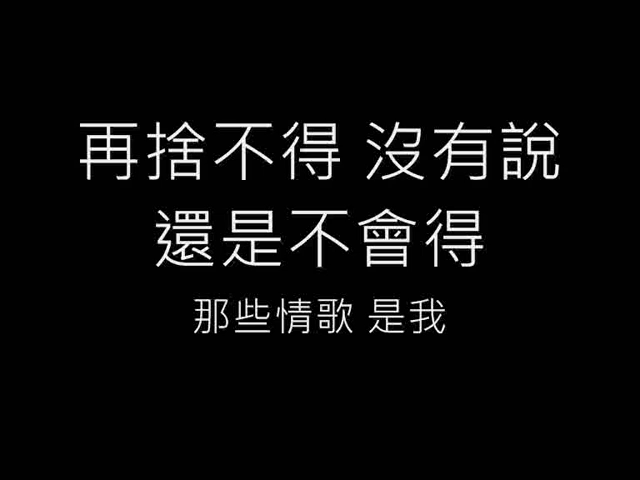 再捨不得 沒有說
還是不會得
那些情歌 是我